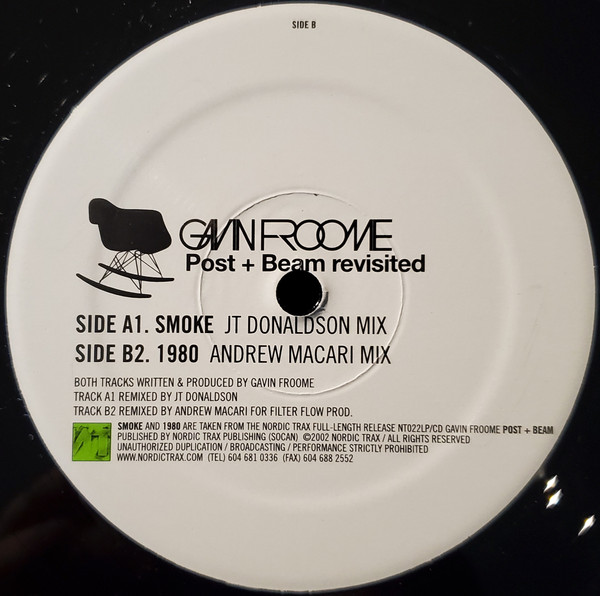 SIDE B
GAVIN FROOME
Post + Beam revisited
SIDE A1. SMOKE JT DONALDSON MIX
SIDE B2. 1980 ANDREW MACARI MIX
BOTH TRACKS WRITTEN & PRODUCED BY GAVIN FROOME
TRACK A1 REMIXED BY JT DONALDSON
TRACK B2 REMIXED BY ANDREW MACARI FOR FILTER FLOW PROD.
SMOKE AND 1980 ARE TAKEN FROM THE NORDIC TRAX FULL-LENGTH RELEASE NT022LP/CD GAVIN FROOME POST + BEAM
PUBLISHED BY NORDIC TRAX PUBLISHING (SOCAN) ©2002 NORDIC TRAX / ALL RIGHTS RESERVED
UNAUTHORIZED DUPLICATION / BROADCASTING / PERFORMANCE STRICTLY PROHIBITED
WWW.NORDICTRAX.COM (TEL) 604 681 0336 (FAX) 604 688 2552